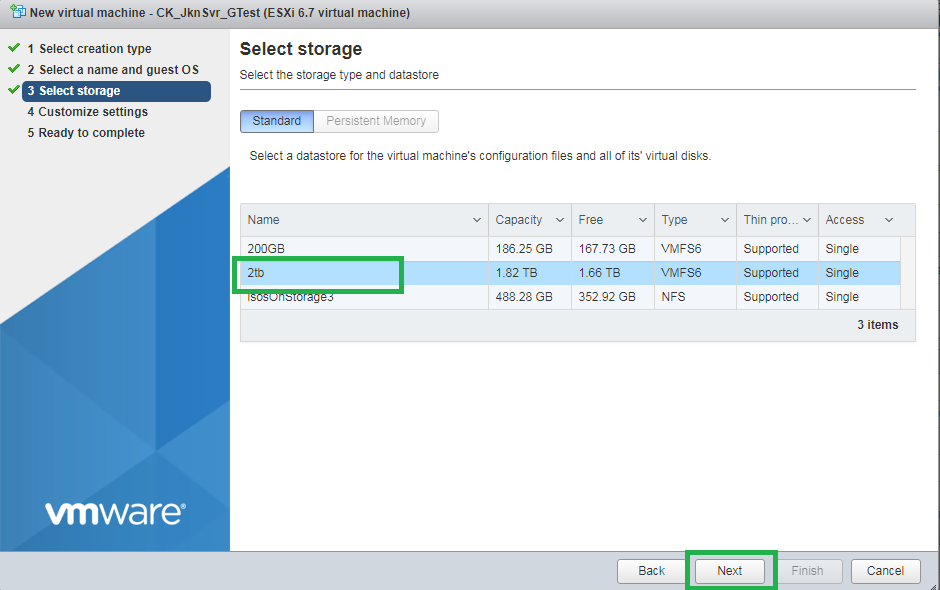 New virtual machine - CK_JknSvr_GTest (ESXi 6.7 virtual machine)
1 Select creation type
2 Select a name and guest OS
3 Select storage
4 Customize settings
5 Ready to complete
vmware®
Select storage
Select the storage type and datastore
Standard Persistent Memory
Select a datastore for the virtual machine's configuration files and all of its' virtual disks.
Name Capacity Free Type Thin pro... Access
200GB 186.25 GB 167.73 GB VMFS6 Supported Single
2tb 1.82 TB 1.66 TB VMFS6 Supported Single
isosOnStorage3 488.28 GB 352.92 GB NFS Supported Single
3 items
Back Next Finish Cancel